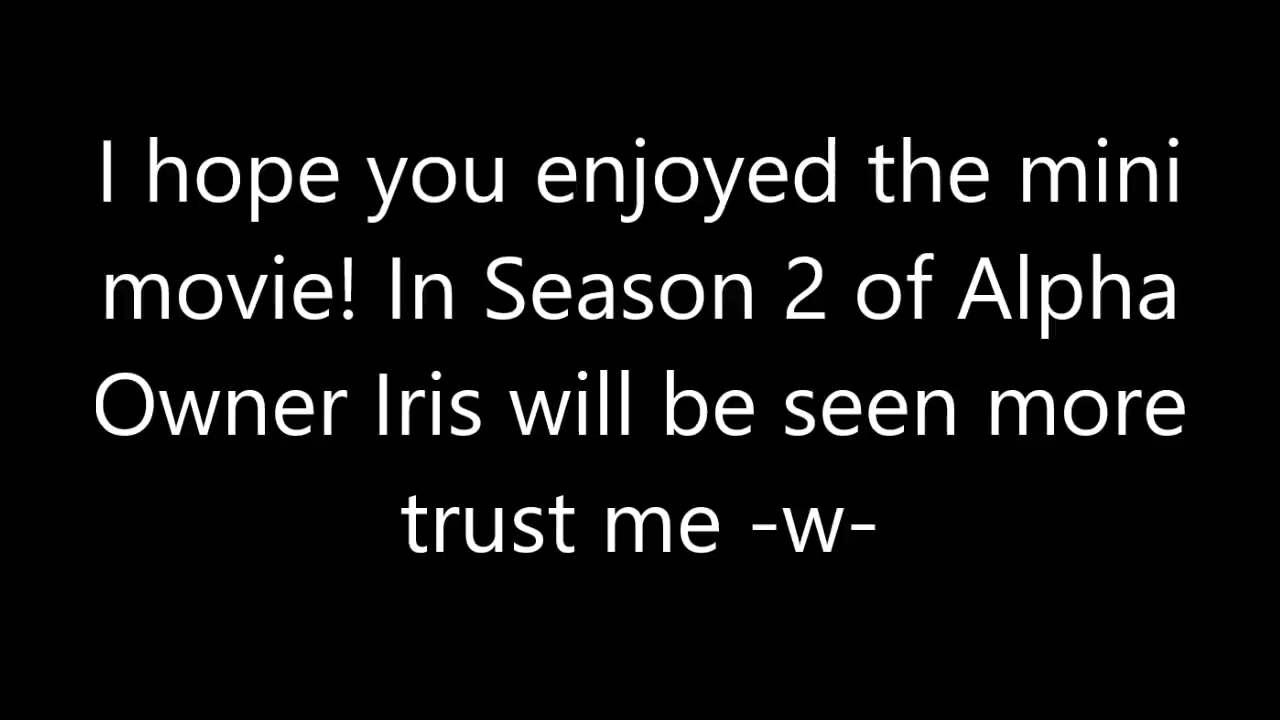 I hope you enjoyed the mini
movie! In Season 2 of Alpha
Owner Iris will be seen more
trust me -w-